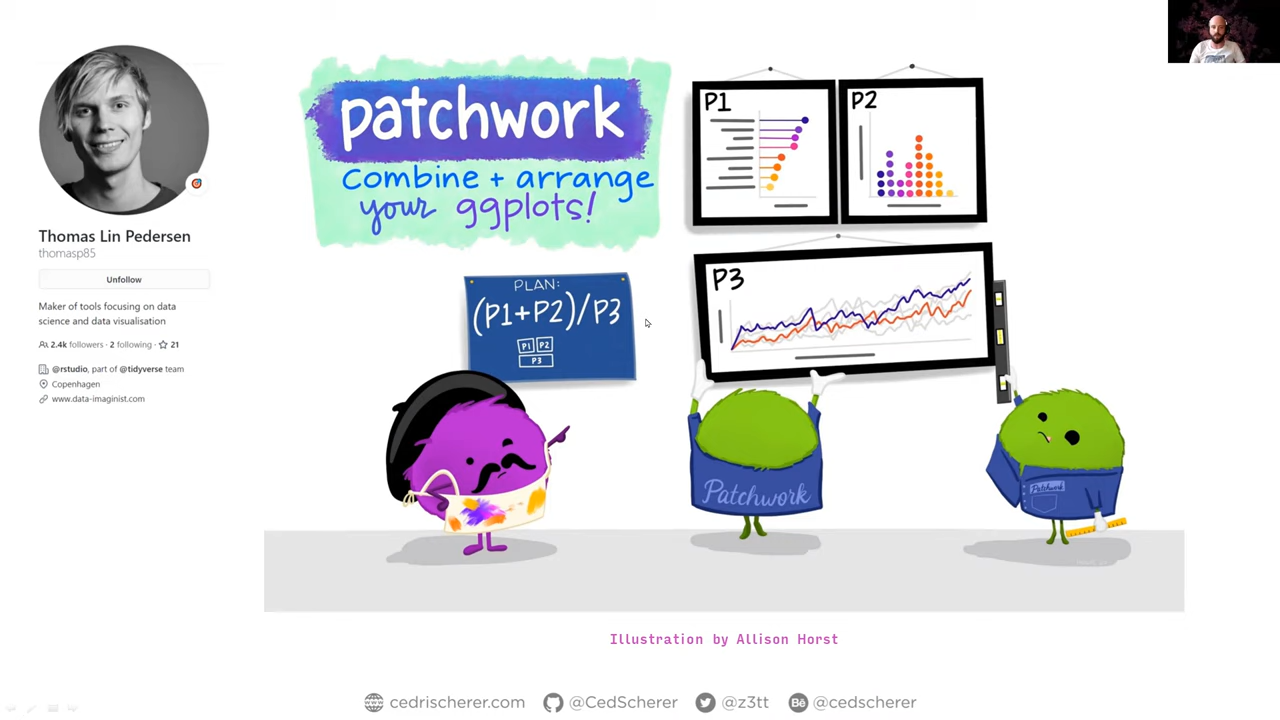 Thomas Lin Pedersen
thomasp85
Unfollow
Maker of tools focusing on data
science and data visualisation
2.4k followers · 2 following · 21
@rstudio, part of @tidyverse team
Copenhagen
www.data-imaginist.com
patchwork
combine + arrange
your ggplots!
PLAN:
(P1+P2)/P3
P1 P2
P3
P1
P2
P3
Patchwork
Patchwork
Illustration by Allison Horst
cedrischerer.com @CedScherer @z3tt @cedscherer